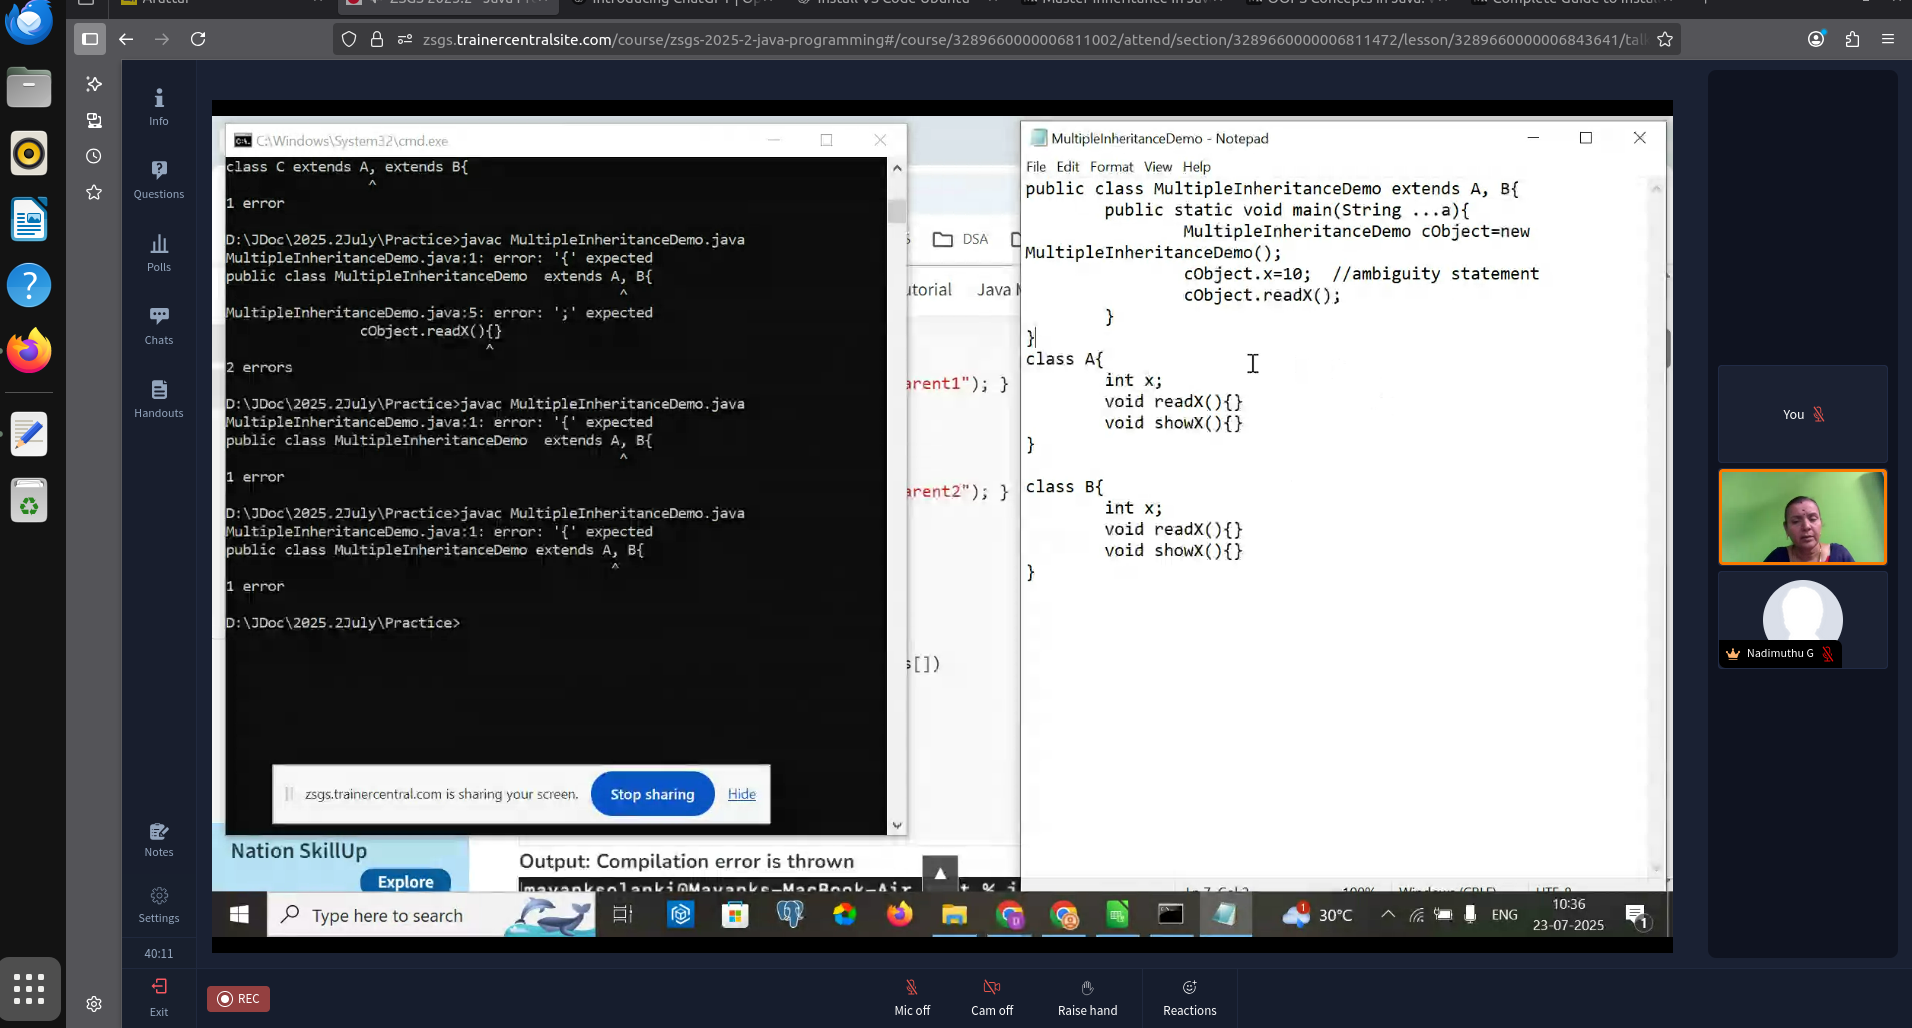 zsgs.trainercentralsite.com/course/zsgs-2025-2-java-programming#/course/3289660000006811002/attend/section/3289660000006811472/lesson/3289660000006843641/tal
Info
Questions
Polls
Chats
Handouts
Notes
Settings
40:11
Exit
REC
C:\Windows\System32\cmd.exe
class C extends A, extends B{
^
1 error
D:\JDoc\2025.2July\Practice>javac MultipleInheritanceDemo.java
MultipleInheritanceDemo.java:1: error: '{' expected
public class MultipleInheritanceDemo  extends A, B{
^
MultipleInheritanceDemo.java:5: error: ';' expected
cObject.readX(){}
^
2 errors
D:\JDoc\2025.2July\Practice>javac MultipleInheritanceDemo.java
MultipleInheritanceDemo.java:1: error: '{' expected
public class MultipleInheritanceDemo  extends A, B{
^
1 error
D:\JDoc\2025.2July\Practice>javac MultipleInheritanceDemo.java
MultipleInheritanceDemo.java:1: error: '{' expected
public class MultipleInheritanceDemo extends A, B{
^
1 error
D:\JDoc\2025.2July\Practice>
zsgs.trainercentral.com is sharing your screen.
Stop sharing
Hide
DSA
utorial
Java
arent1"); }
arent2"); }
s[])
Nation SkillUp
Explore
Output: Compilation error is thrown
MultipleInheritanceDemo - Notepad
File Edit Format View Help
public class MultipleInheritanceDemo extends A, B{
public static void main(String ...a){
MultipleInheritanceDemo cObject=new
MultipleInheritanceDemo();
cObject.x=10;  //ambiguity statement
cObject.readX();
}
}
class A{
int x;
void readX(){}
void showX(){}
}
class B{
int x;
void readX(){}
void showX(){}
}
Type here to search
1
30°C
ENG
10:36
23-07-2025
1
You
Nadimuthu G
Mic off
Cam off
Raise hand
Reactions